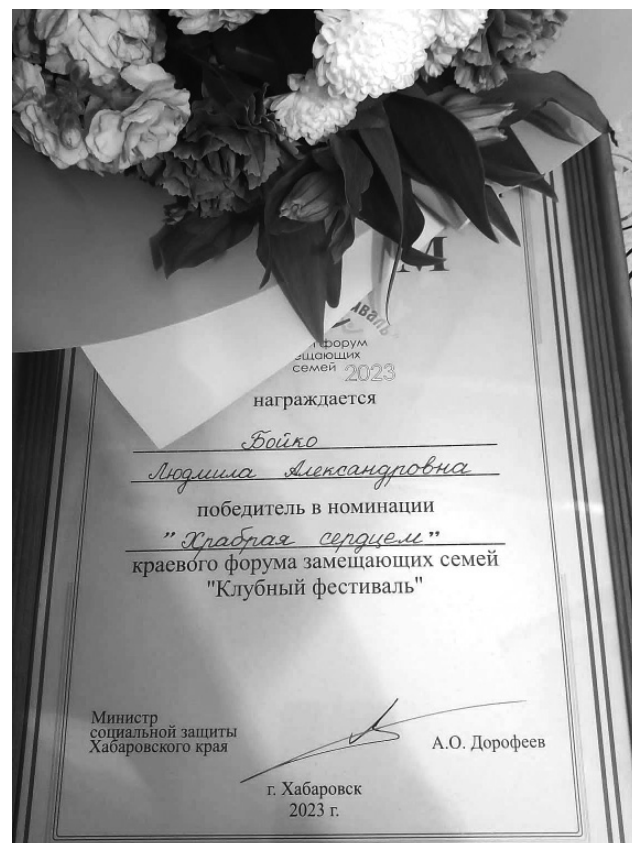 М
форум
семей 2023
награждается
Бойко
Людмила Александровна
победитель в номинации
"Храбрая сердцем"
краевого форума замещающих семей
"Клубный фестиваль"
Министр
социальной защиты
Хабаровского края
А.О. Дорофеев
г. Хабаровск
2023 г.